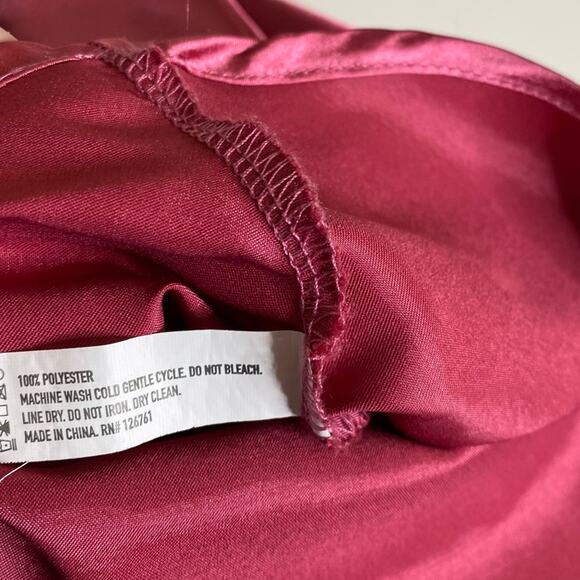 100% POLYESTER
MACHINE WASH COLD GENTLE CYCLE. DO NOT BLEACH.
LINE DRY. DO NOT IRON. DRY CLEAN.
MADE IN CHINA. RN# 126761